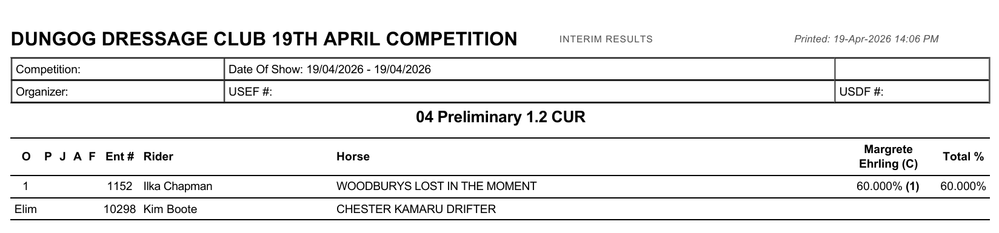 DUNGOG DRESSAGE CLUB 19TH APRIL COMPETITION INTERIM RESULTS Printed: 19-Apr-2026 14:06 PM
Competition: Date Of Show: 19/04/2026 - 19/04/2026
Organizer: USEF #: USDF #:
04 Preliminary 1.2 CUR
O P J A F Ent # Rider Horse Margrete Ehrling (C) Total %
1 1152 Ilka Chapman WOODBURYS LOST IN THE MOMENT 60.000% (1) 60.000%
Elim 10298 Kim Boote CHESTER KAMARU DRIFTER